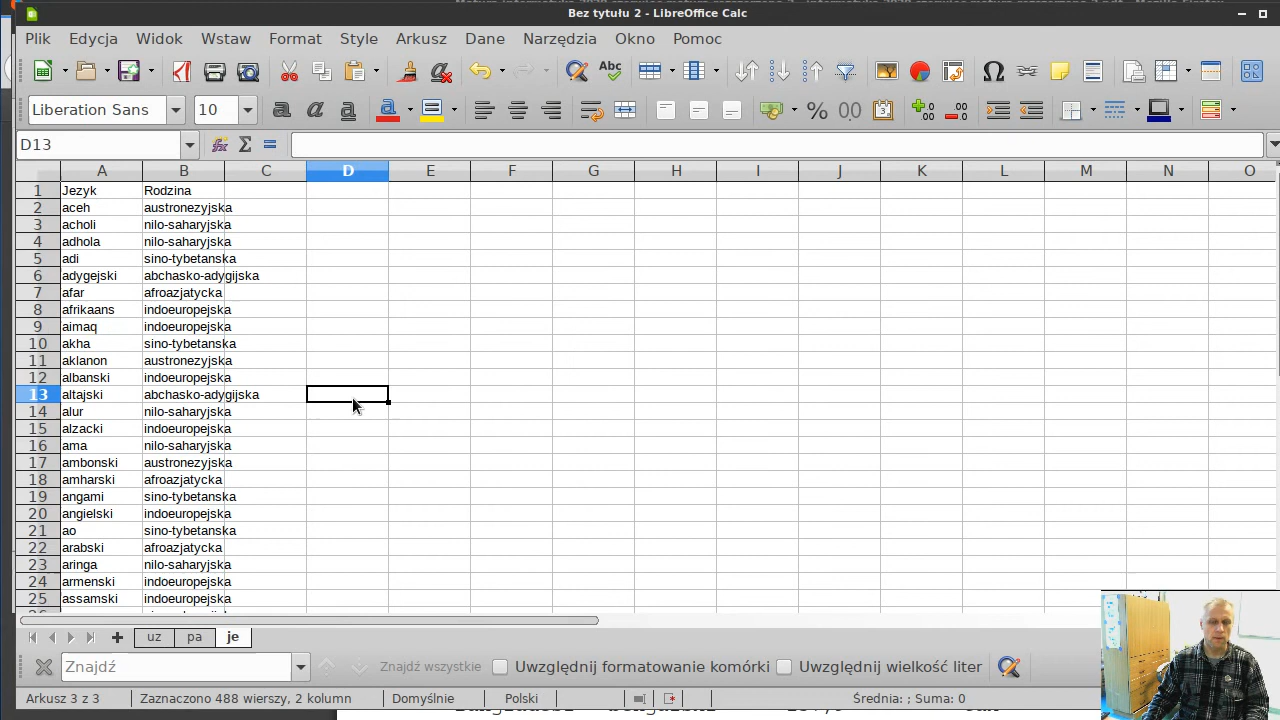 Bez tytułu 2 - LibreOffice Calc
Plik Edycja Widok Wstaw Format Style Arkusz Dane Narzędzia Okno Pomoc
Abc
Liberation Sans 10
D13
A B C D E F G H I J K L M N O
1 Jezyk Rodzina
2 aceh austronezyjska
3 acholi nilo-saharyjska
4 adhola nilo-saharyjska
5 adi sino-tybetanska
6 adygejski abchasko-adygijska
7 afar afroazjatycka
8 afrikaans indoeuropejska
9 aimaq indoeuropejska
10 akha sino-tybetanska
11 aklanon austronezyjska
12 albanski indoeuropejska
13 altajski abchasko-adygijska
14 alur nilo-saharyjska
15 alzacki indoeuropejska
16 ama nilo-saharyjska
17 ambonski austronezyjska
18 amharski afroazjatycka
19 angami sino-tybetanska
20 angielski indoeuropejska
21 ao sino-tybetanska
22 arabski afroazjatycka
23 aringa nilo-saharyjska
24 armenski indoeuropejska
25 assamski indoeuropejska
uz pa je
Znajdź Znajdź wszystkie Uwzględnij formatowanie komórki Uwzględnij wielkość liter
Arkusz 3 z 3 Zaznaczono 488 wierszy, 2 kolumn Domyślnie Polski Średnia: ; Suma: 0